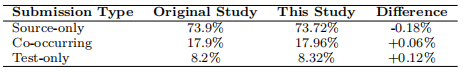 Submission Type Original Study This Study Difference
Source-only 73.9% 73.72% -0.18%
Co-occurring 17.9% 17.96% +0.06%
Test-only 8.2% 8.32% +0.12%